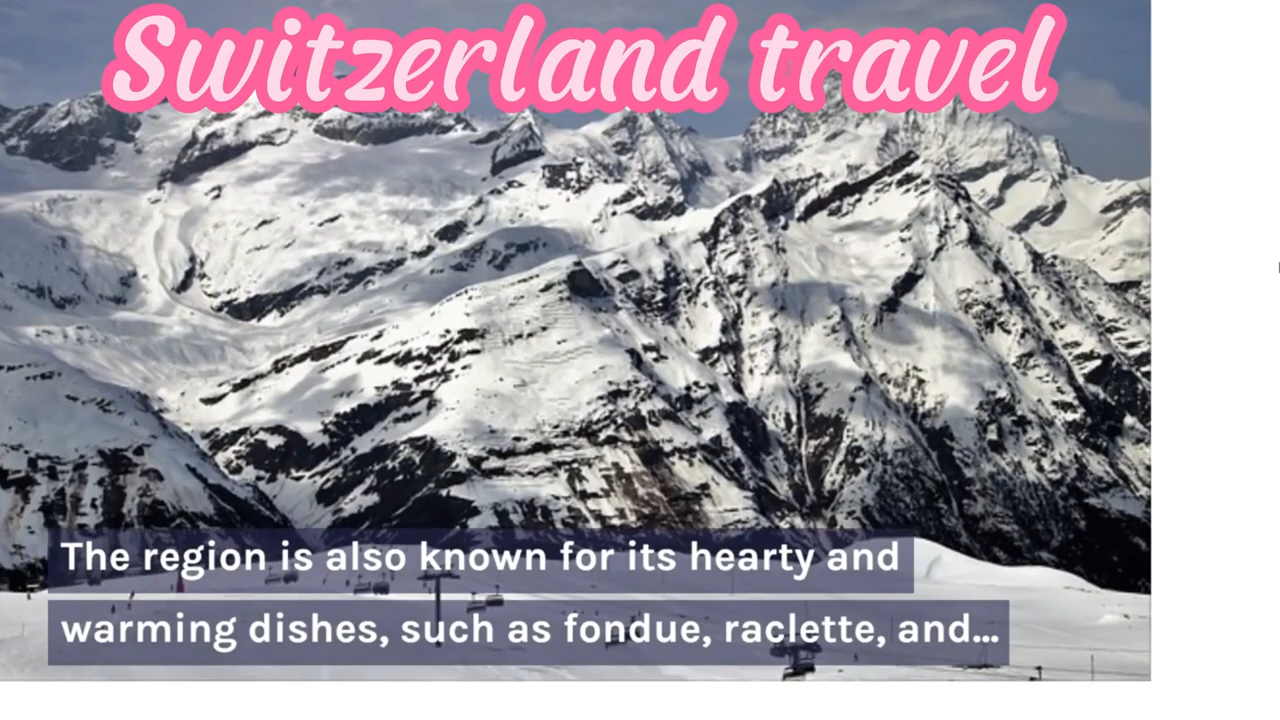 Switzerland travel
The region is also known for its hearty and
warming dishes, such as fondue, raclette, and...